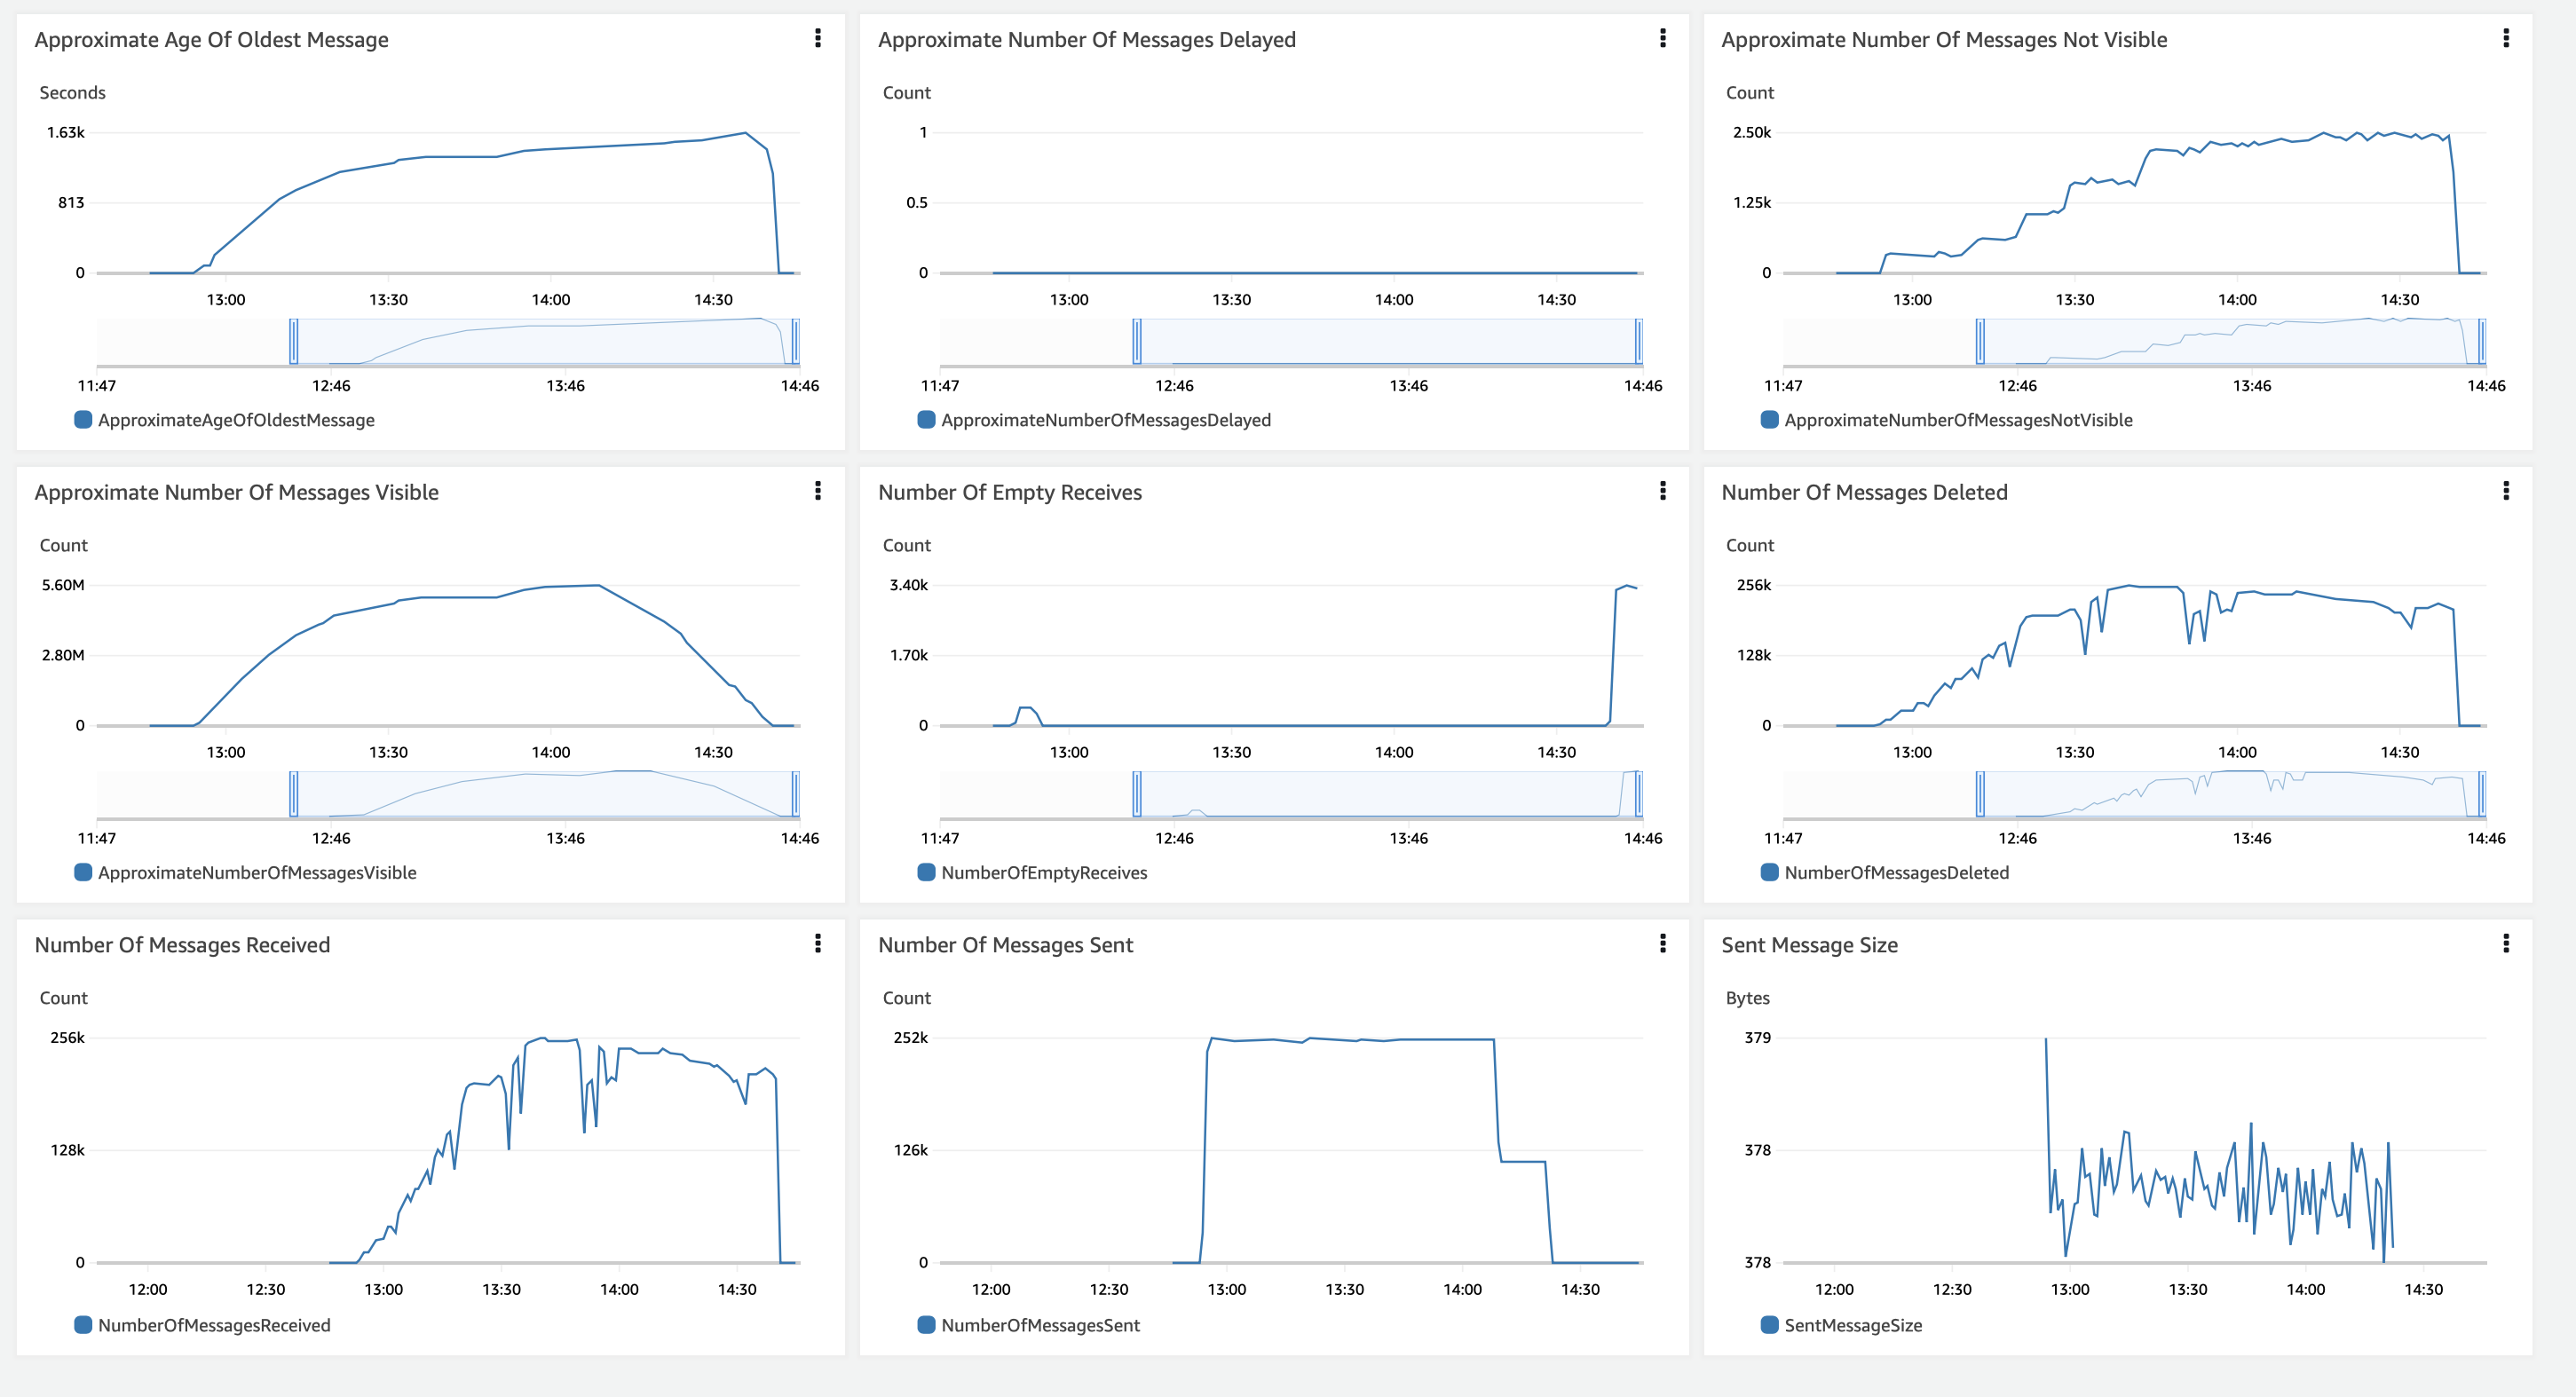 Approximate Age Of Oldest Message
Seconds
1.63k
813
0
13:00 13:30 14:00 14:30
11:47 12:46 13:46 14:46
ApproximateAgeOfOldestMessage
Approximate Number Of Messages Delayed
Count
1
0.5
0
13:00 13:30 14:00 14:30
11:47 12:46 13:46 14:46
ApproximateNumberOfMessagesDelayed
Approximate Number Of Messages Not Visible
Count
2.50k
1.25k
0
13:00 13:30 14:00 14:30
11:47 12:46 13:46 14:46
ApproximateNumberOfMessagesNotVisible
Approximate Number Of Messages Visible
Count
5.60M
2.80M
0
13:00 13:30 14:00 14:30
11:47 12:46 13:46 14:46
ApproximateNumberOfMessagesVisible
Number Of Empty Receives
Count
3.40k
1.70k
0
13:00 13:30 14:00 14:30
11:47 12:46 13:46 14:46
NumberOfEmptyReceives
Number Of Messages Deleted
Count
256k
128k
0
13:00 13:30 14:00 14:30
11:47 12:46 13:46 14:46
NumberOfMessagesDeleted
Number Of Messages Received
Count
256k
128k
0
12:00 12:30 13:00 13:30 14:00 14:30
NumberOfMessagesReceived
Number Of Messages Sent
Count
252k
126k
0
12:00 12:30 13:00 13:30 14:00 14:30
NumberOfMessagesSent
Sent Message Size
Bytes
379
378
378
12:00 12:30 13:00 13:30 14:00 14:30
SentMessageSize